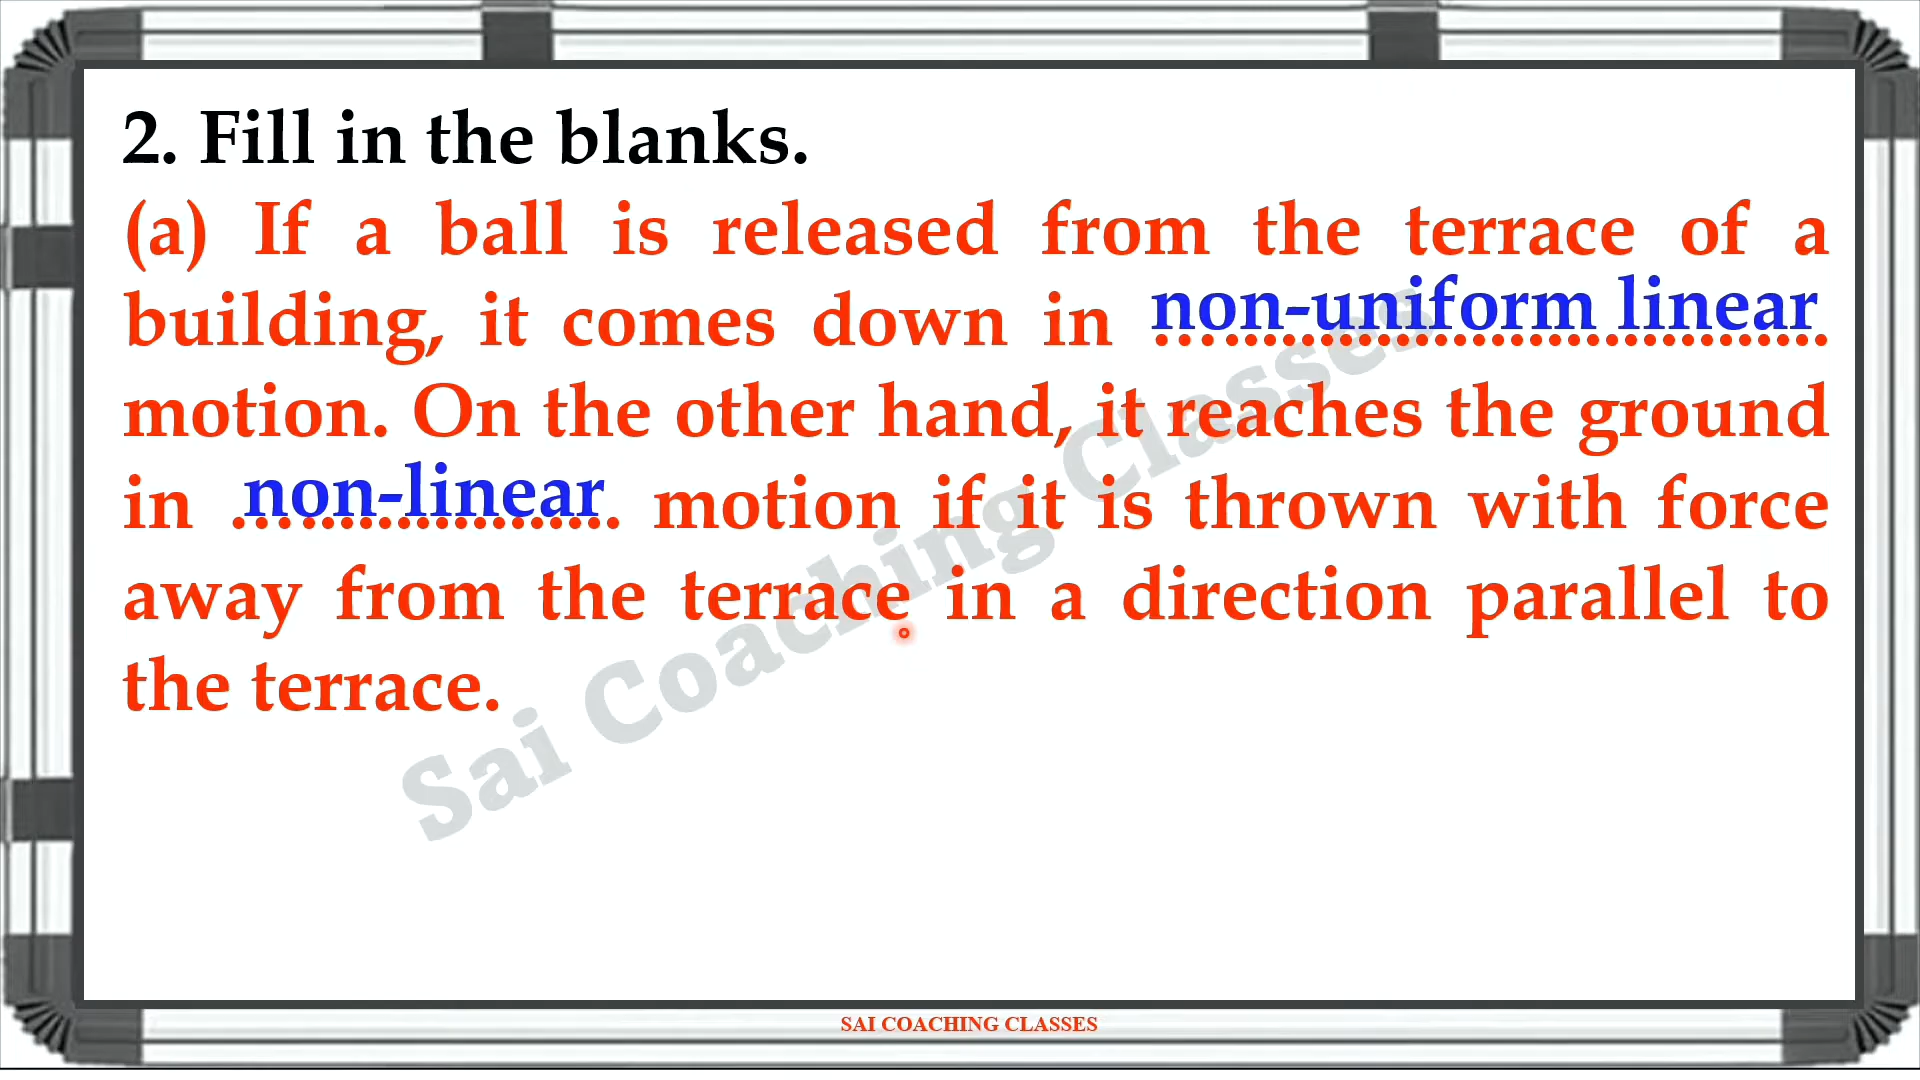 2. Fill in the blanks.
(a) If a ball is released from the terrace of a
building, it comes down in non-uniform linear
motion. On the other hand, it reaches the ground
in non-linear motion if it is thrown with force
away from the terrace in a direction parallel to
the terrace.
Sai Coaching Classes
SAI COACHING CLASSES